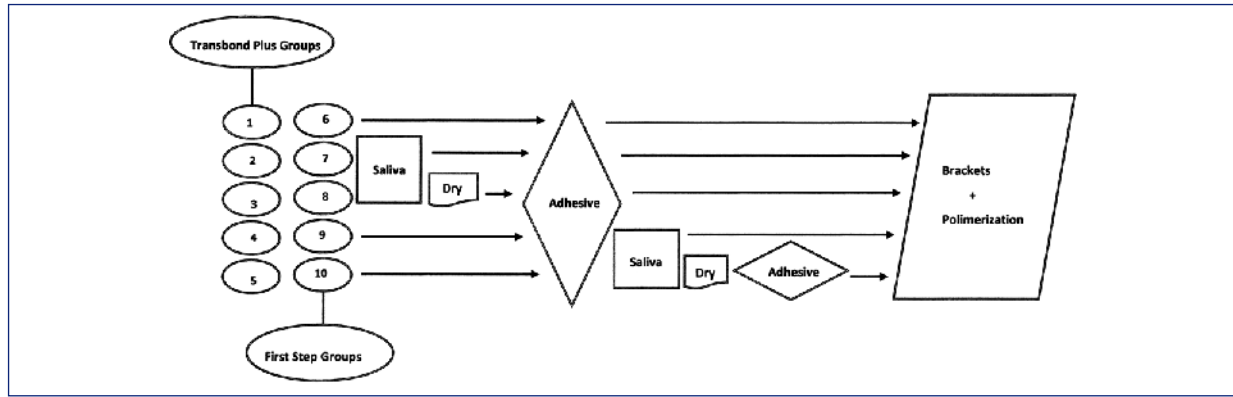 Transbond Plus Groups
1
6
2
7
3
8
4
9
5
10
Saliva
Dry
Adhesive
Saliva
Dry
Adhesive
Brackets
+
Polimerization
First Step Groups